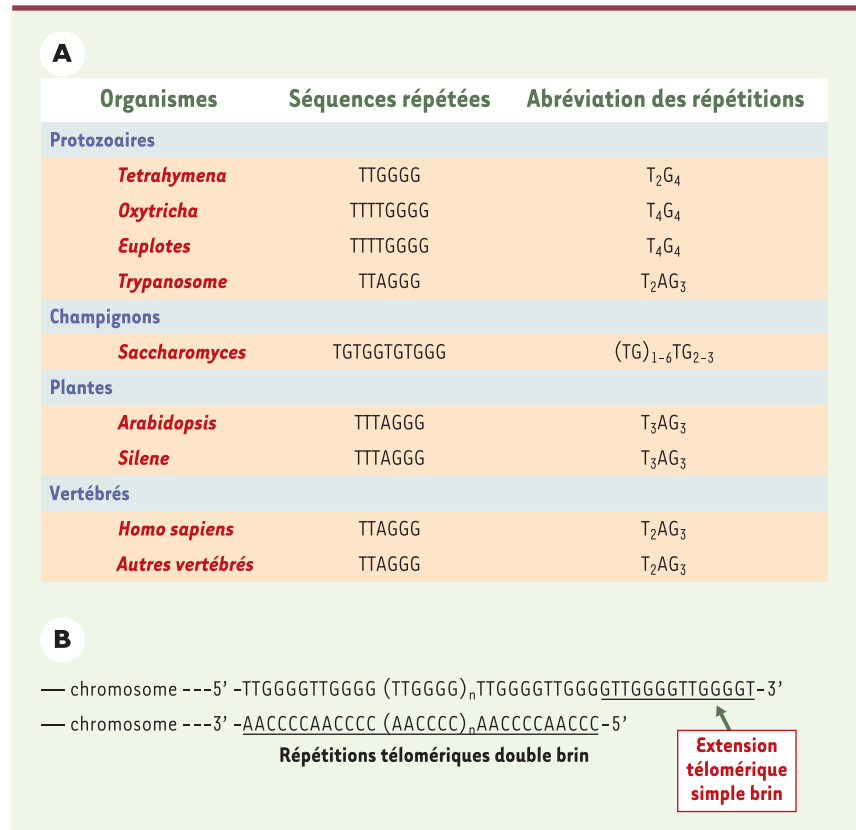 A
Organismes Séquences répétées Abréviation des répétitions
Protozoaires
Tetrahymena TTGGGG T₂G₄
Oxytricha TTTTGGGG T₄G₄
Euplotes TTTTGGGG T₄G₄
Trypanosome TTAGGG T₂AG₃
Champignons
Saccharomyces TGTGGTGTGGG (TG)₁₋₆TG₂₋₃
Plantes
Arabidopsis TTTAGGG T₃AG₃
Silene TTTAGGG T₃AG₃
Vertébrés
Homo sapiens TTAGGG T₂AG₃
Autres vertébrés TTAGGG T₂AG₃
B
— chromosome ---5’ -TTGGGGTTGGGG (TTGGGG)ₙTTGGGGTTGGGGTTGGGGTTGGGGT-3’
— chromosome ---3’ -AACCCCAACCCC (AACCCC)ₙAACCCCAACCC-5’
Répétitions télomériques double brin
Extension
télomérique
simple brin